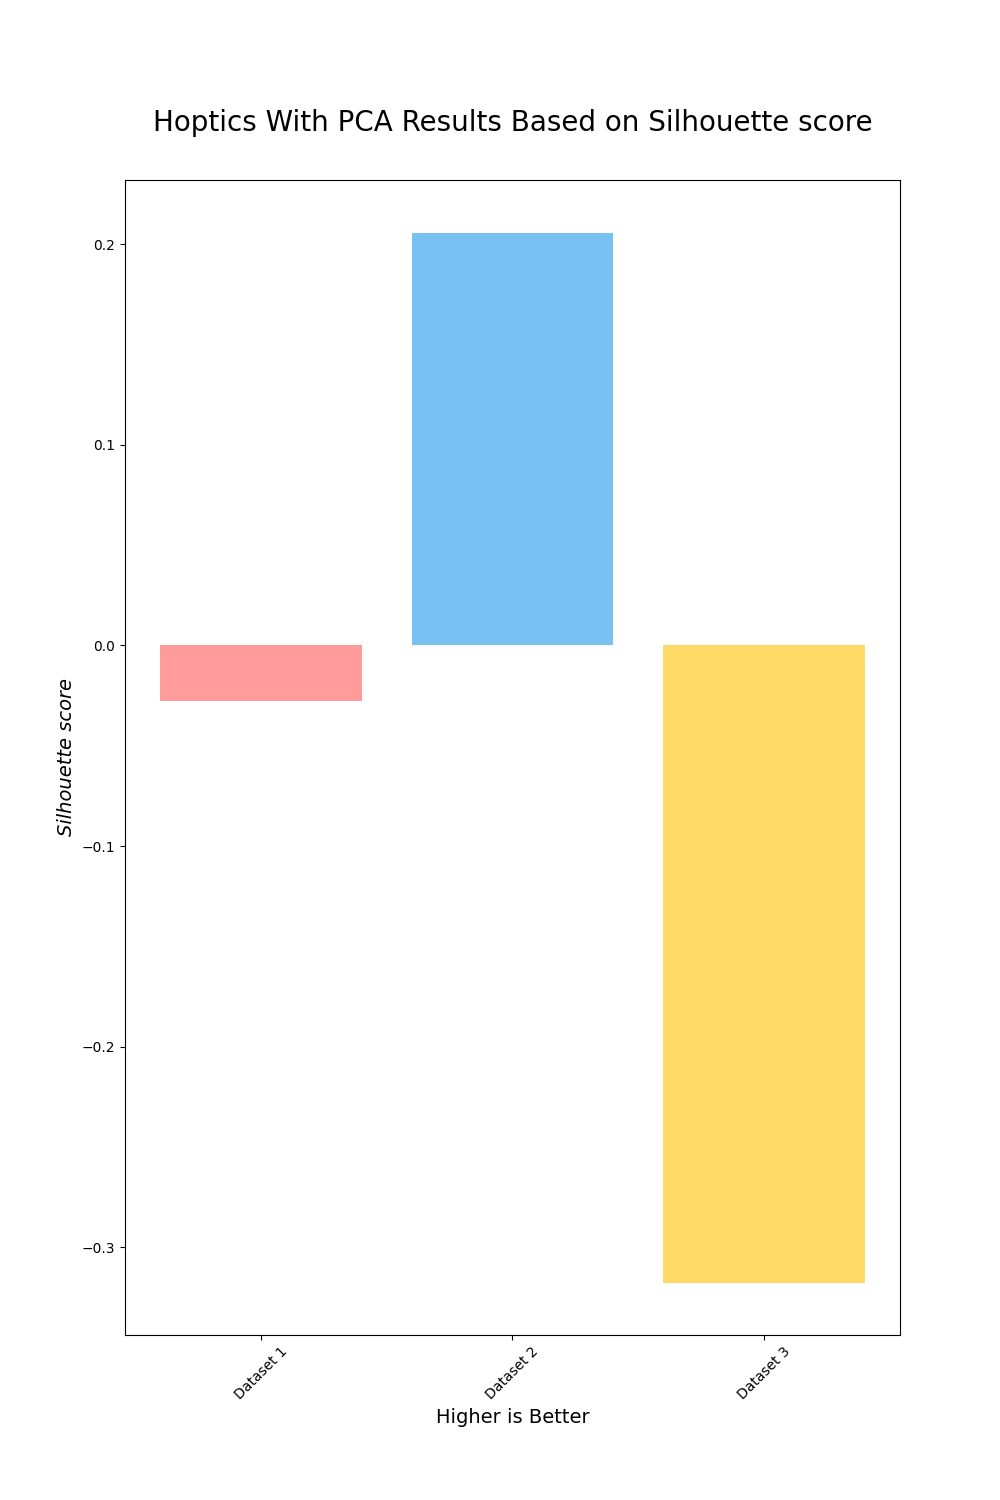 Hoptics With PCA Results Based on Silhouette score
0.2
0.1
0.0
−0.1
−0.2
−0.3
Silhouette score
Dataset 1
Dataset 2
Dataset 3
Higher is Better